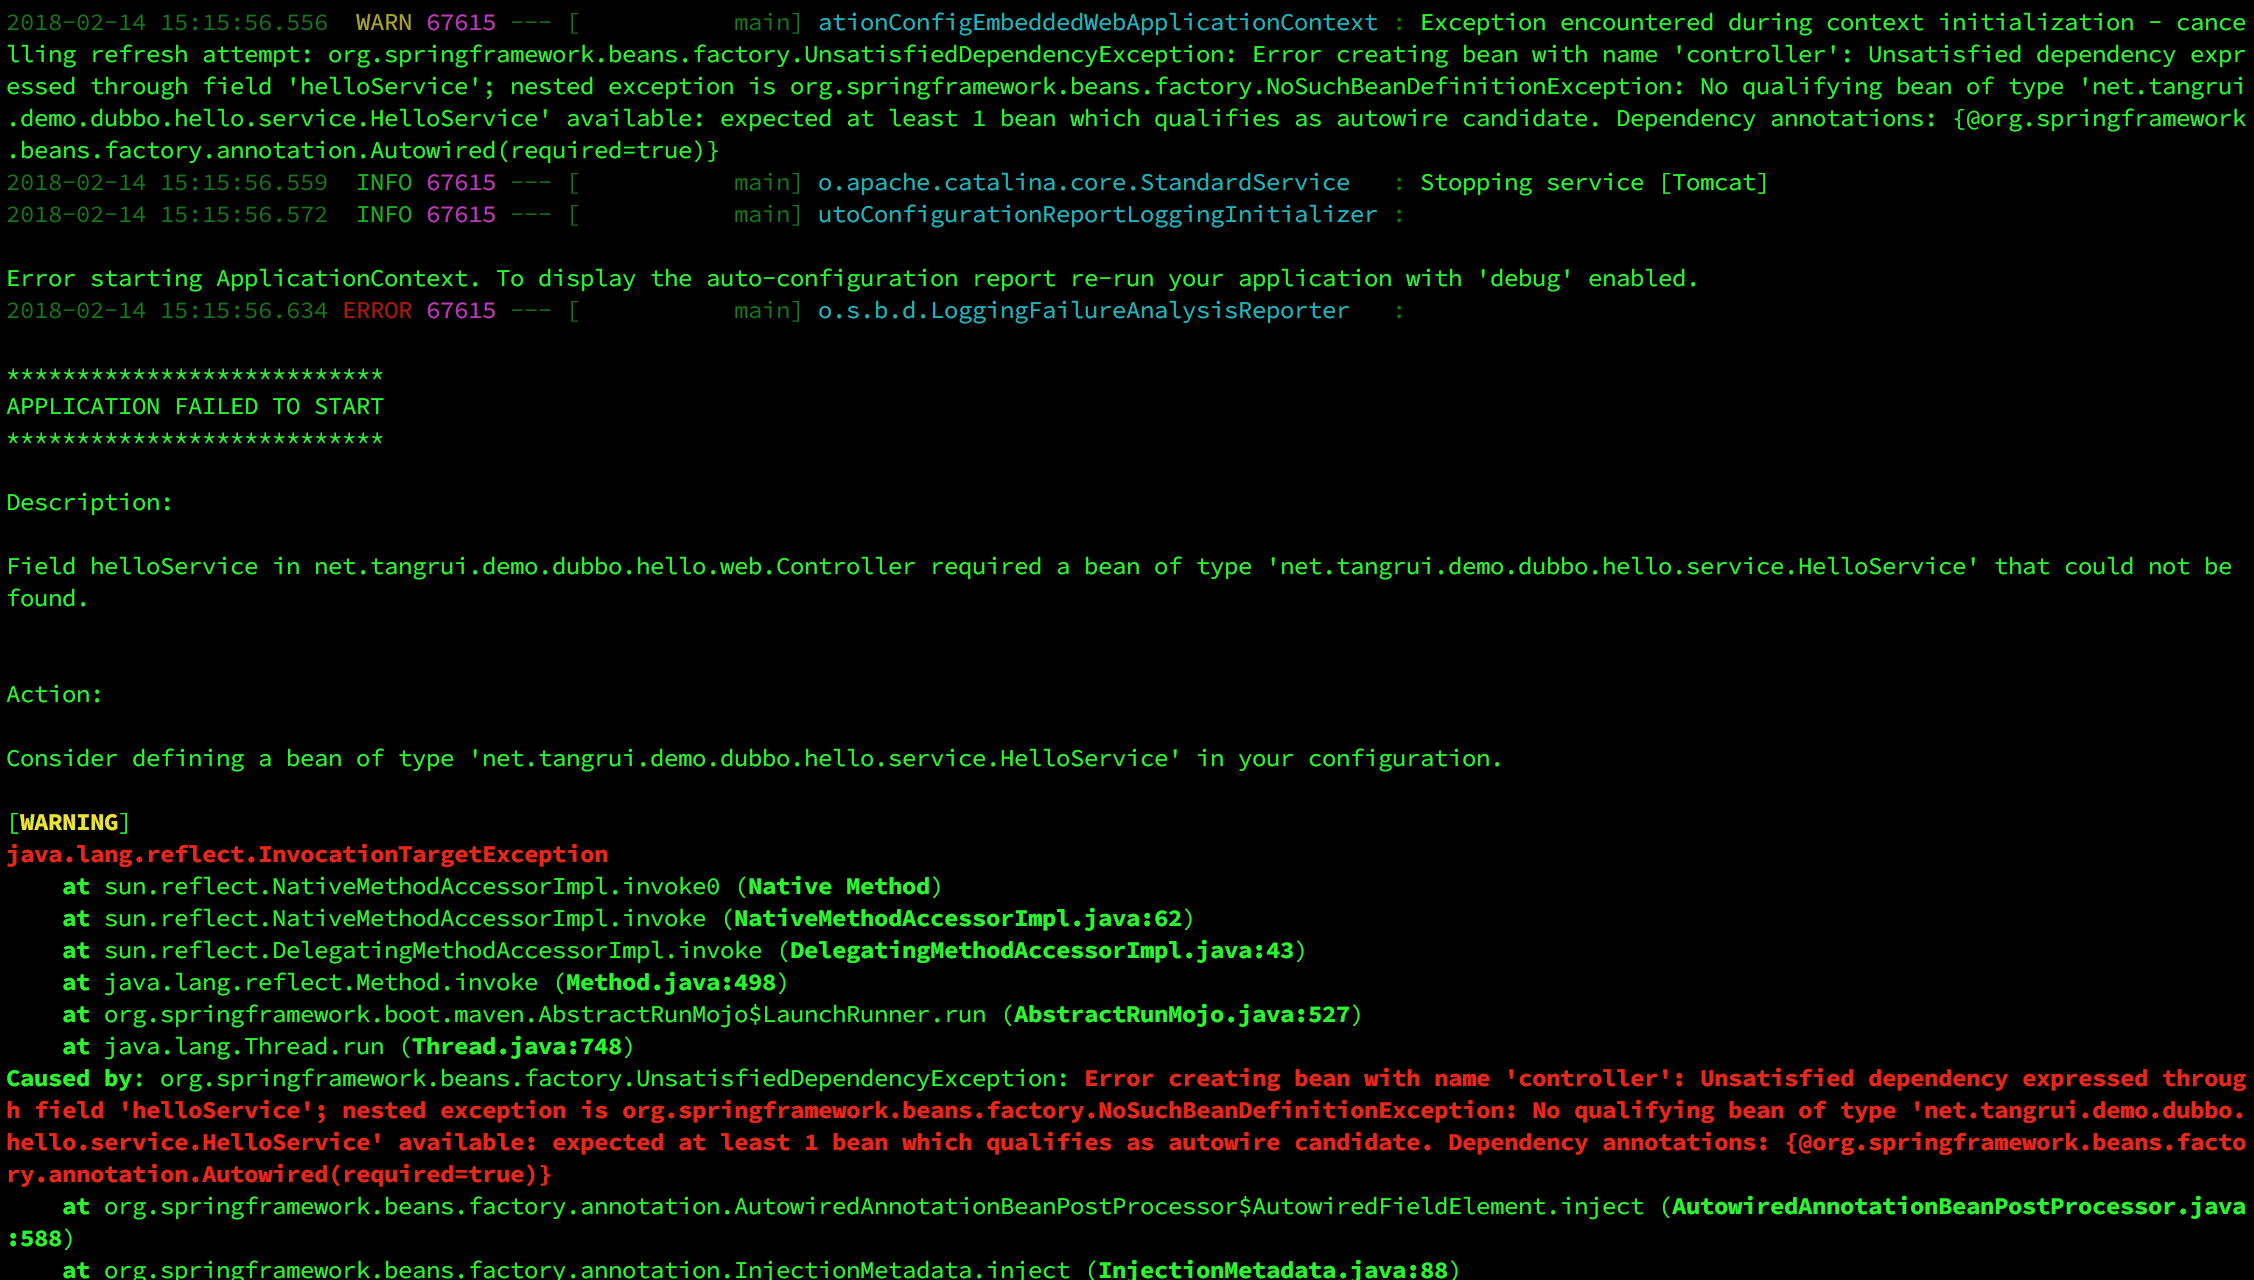 2018-02-14 15:15:56.556  WARN 67615 --- [           main] ationConfigEmbeddedWebApplicationContext : Exception encountered during context initialization - cance
lling refresh attempt: org.springframework.beans.factory.UnsatisfiedDependencyException: Error creating bean with name 'controller': Unsatisfied dependency expr
essed through field 'helloService'; nested exception is org.springframework.beans.factory.NoSuchBeanDefinitionException: No qualifying bean of type 'net.tangrui
.demo.dubbo.hello.service.HelloService' available: expected at least 1 bean which qualifies as autowire candidate. Dependency annotations: {@org.springframework
.beans.factory.annotation.Autowired(required=true)}
2018-02-14 15:15:56.559  INFO 67615 --- [           main] o.apache.catalina.core.StandardService   : Stopping service [Tomcat]
2018-02-14 15:15:56.572  INFO 67615 --- [           main] utoConfigurationReportLoggingInitializer :
Error starting ApplicationContext. To display the auto-configuration report re-run your application with 'debug' enabled.
2018-02-14 15:15:56.634 ERROR 67615 --- [           main] o.s.b.d.LoggingFailureAnalysisReporter   :
***************************
APPLICATION FAILED TO START
***************************
Description:
Field helloService in net.tangrui.demo.dubbo.hello.web.Controller required a bean of type 'net.tangrui.demo.dubbo.hello.service.HelloService' that could not be
found.
Action:
Consider defining a bean of type 'net.tangrui.demo.dubbo.hello.service.HelloService' in your configuration.
[WARNING]
java.lang.reflect.InvocationTargetException
    at sun.reflect.NativeMethodAccessorImpl.invoke0 (Native Method)
    at sun.reflect.NativeMethodAccessorImpl.invoke (NativeMethodAccessorImpl.java:62)
    at sun.reflect.DelegatingMethodAccessorImpl.invoke (DelegatingMethodAccessorImpl.java:43)
    at java.lang.reflect.Method.invoke (Method.java:498)
    at org.springframework.boot.maven.AbstractRunMojo$LaunchRunner.run (AbstractRunMojo.java:527)
    at java.lang.Thread.run (Thread.java:748)
Caused by: org.springframework.beans.factory.UnsatisfiedDependencyException: Error creating bean with name 'controller': Unsatisfied dependency expressed throug
h field 'helloService'; nested exception is org.springframework.beans.factory.NoSuchBeanDefinitionException: No qualifying bean of type 'net.tangrui.demo.dubbo.
hello.service.HelloService' available: expected at least 1 bean which qualifies as autowire candidate. Dependency annotations: {@org.springframework.beans.facto
ry.annotation.Autowired(required=true)}
    at org.springframework.beans.factory.annotation.AutowiredAnnotationBeanPostProcessor$AutowiredFieldElement.inject (AutowiredAnnotationBeanPostProcessor.java
:588)
    at org.springframework.beans.factory.annotation.InjectionMetadata.inject (InjectionMetadata.java:88)